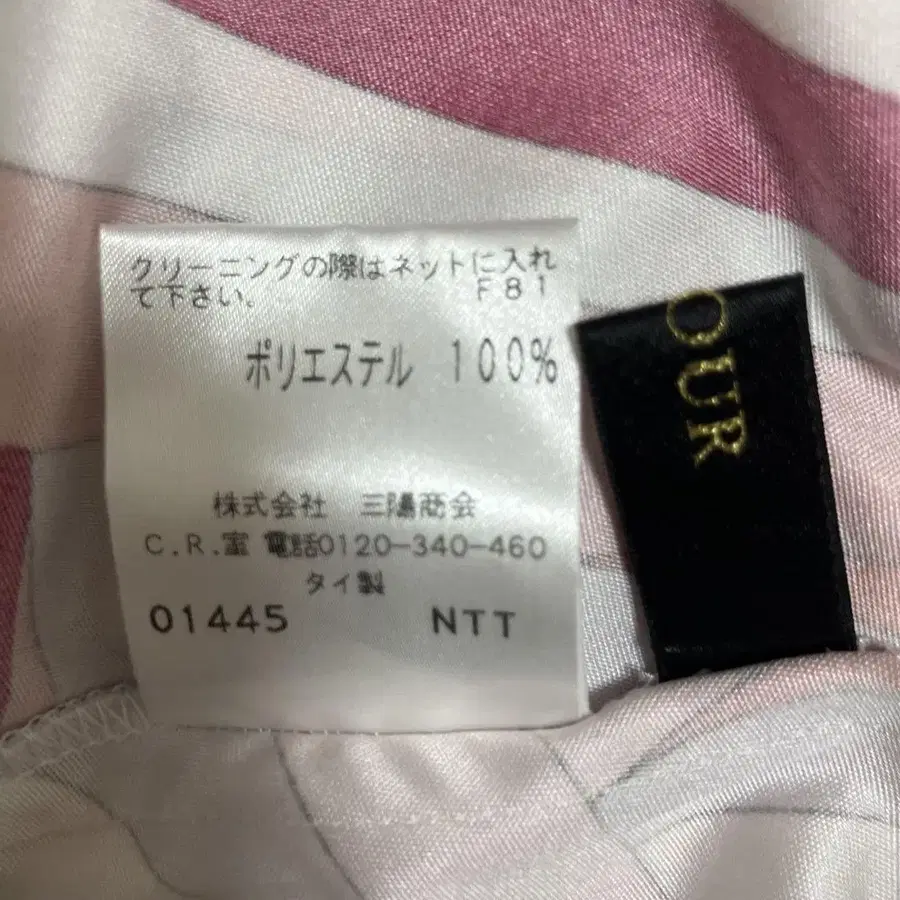 クリーニングの際はネットに入れ
て下さい。 F81
ポリエステル 100%
株式会社 三陽商会
C.R.室 電話0120-340-460
タイ製
01445 NTT
OUR